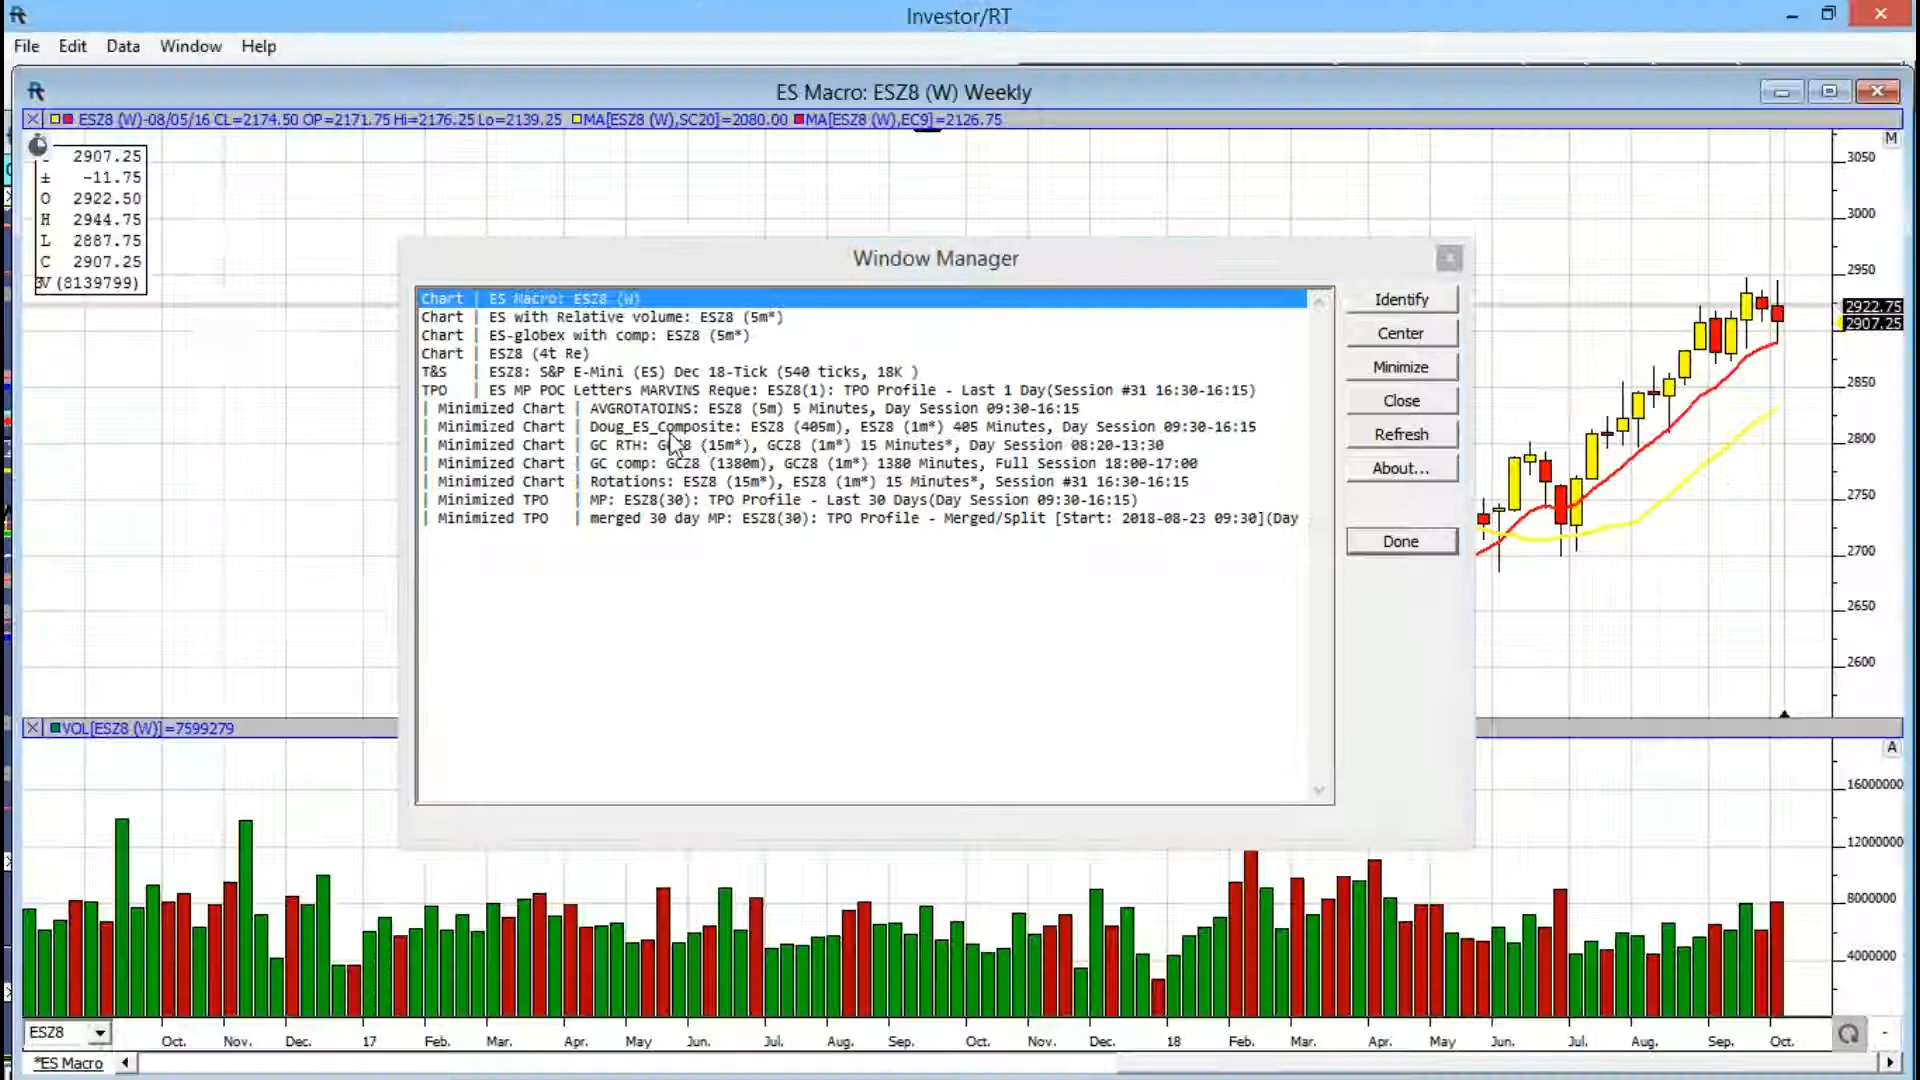 Investor/RT
File Edit Data Window Help
ES Macro: ESZ8 (W) Weekly
ESZ8 (W)-08/05/16 CL=2174.50 OP=2171.75 Hi=2176.25 Lo=2139.25 MA[ESZ8 (W),SC20]=2080.00 MA[ESZ8 (W),EC9]=2126.75
M
2907.25
± -11.75
O 2922.50
H 2944.75
L 2887.75
C 2907.25
V (8139799)
3050
3000
2950
2922.75
2907.25
2850
2800
2750
2700
2650
2600
Window Manager
Chart | ES Macro: ESZ8 (W)
Chart | ES with Relative volume: ESZ8 (5m*)
Chart | ES-globex with comp: ESZ8 (5m*)
Chart | ESZ8 (4t Re)
T&S | ESZ8: S&P E-Mini (ES) Dec 18-Tick (540 ticks, 18K )
TPO | ES MP POC Letters MARVINS Reque: ESZ8(1): TPO Profile - Last 1 Day(Session #31 16:30-16:15)
| Minimized Chart | AVGROTATOINS: ESZ8 (5m) 5 Minutes, Day Session 09:30-16:15
| Minimized Chart | Doug_ES_Composite: ESZ8 (405m), ESZ8 (1m*) 405 Minutes, Day Session 09:30-16:15
| Minimized Chart | GC RTH: GCZ8 (15m*), GCZ8 (1m*) 15 Minutes*, Day Session 08:20-13:30
| Minimized Chart | GC comp: GCZ8 (1380m), GCZ8 (1m*) 1380 Minutes, Full Session 18:00-17:00
| Minimized Chart | Rotations: ESZ8 (15m*), ESZ8 (1m*) 15 Minutes*, Session #31 16:30-16:15
| Minimized TPO | MP: ESZ8(30): TPO Profile - Last 30 Days(Day Session 09:30-16:15)
| Minimized TPO | merged 30 day MP: ESZ8(30): TPO Profile - Merged/Split [Start: 2018-08-23 09:30](Day
Identify
Center
Minimize
Close
Refresh
About...
Done
VOL[ESZ8 (W)]=7599279
A
16000000
12000000
8000000
4000000
ESZ8
Oct. Nov. Dec. 17 Feb. Mar. Apr. May Jun. Jul. Aug. Sep. Oct. Nov. Dec. 18 Feb. Mar. Apr. May Jun. Jul. Aug. Sep. Oct.
*ES Macro